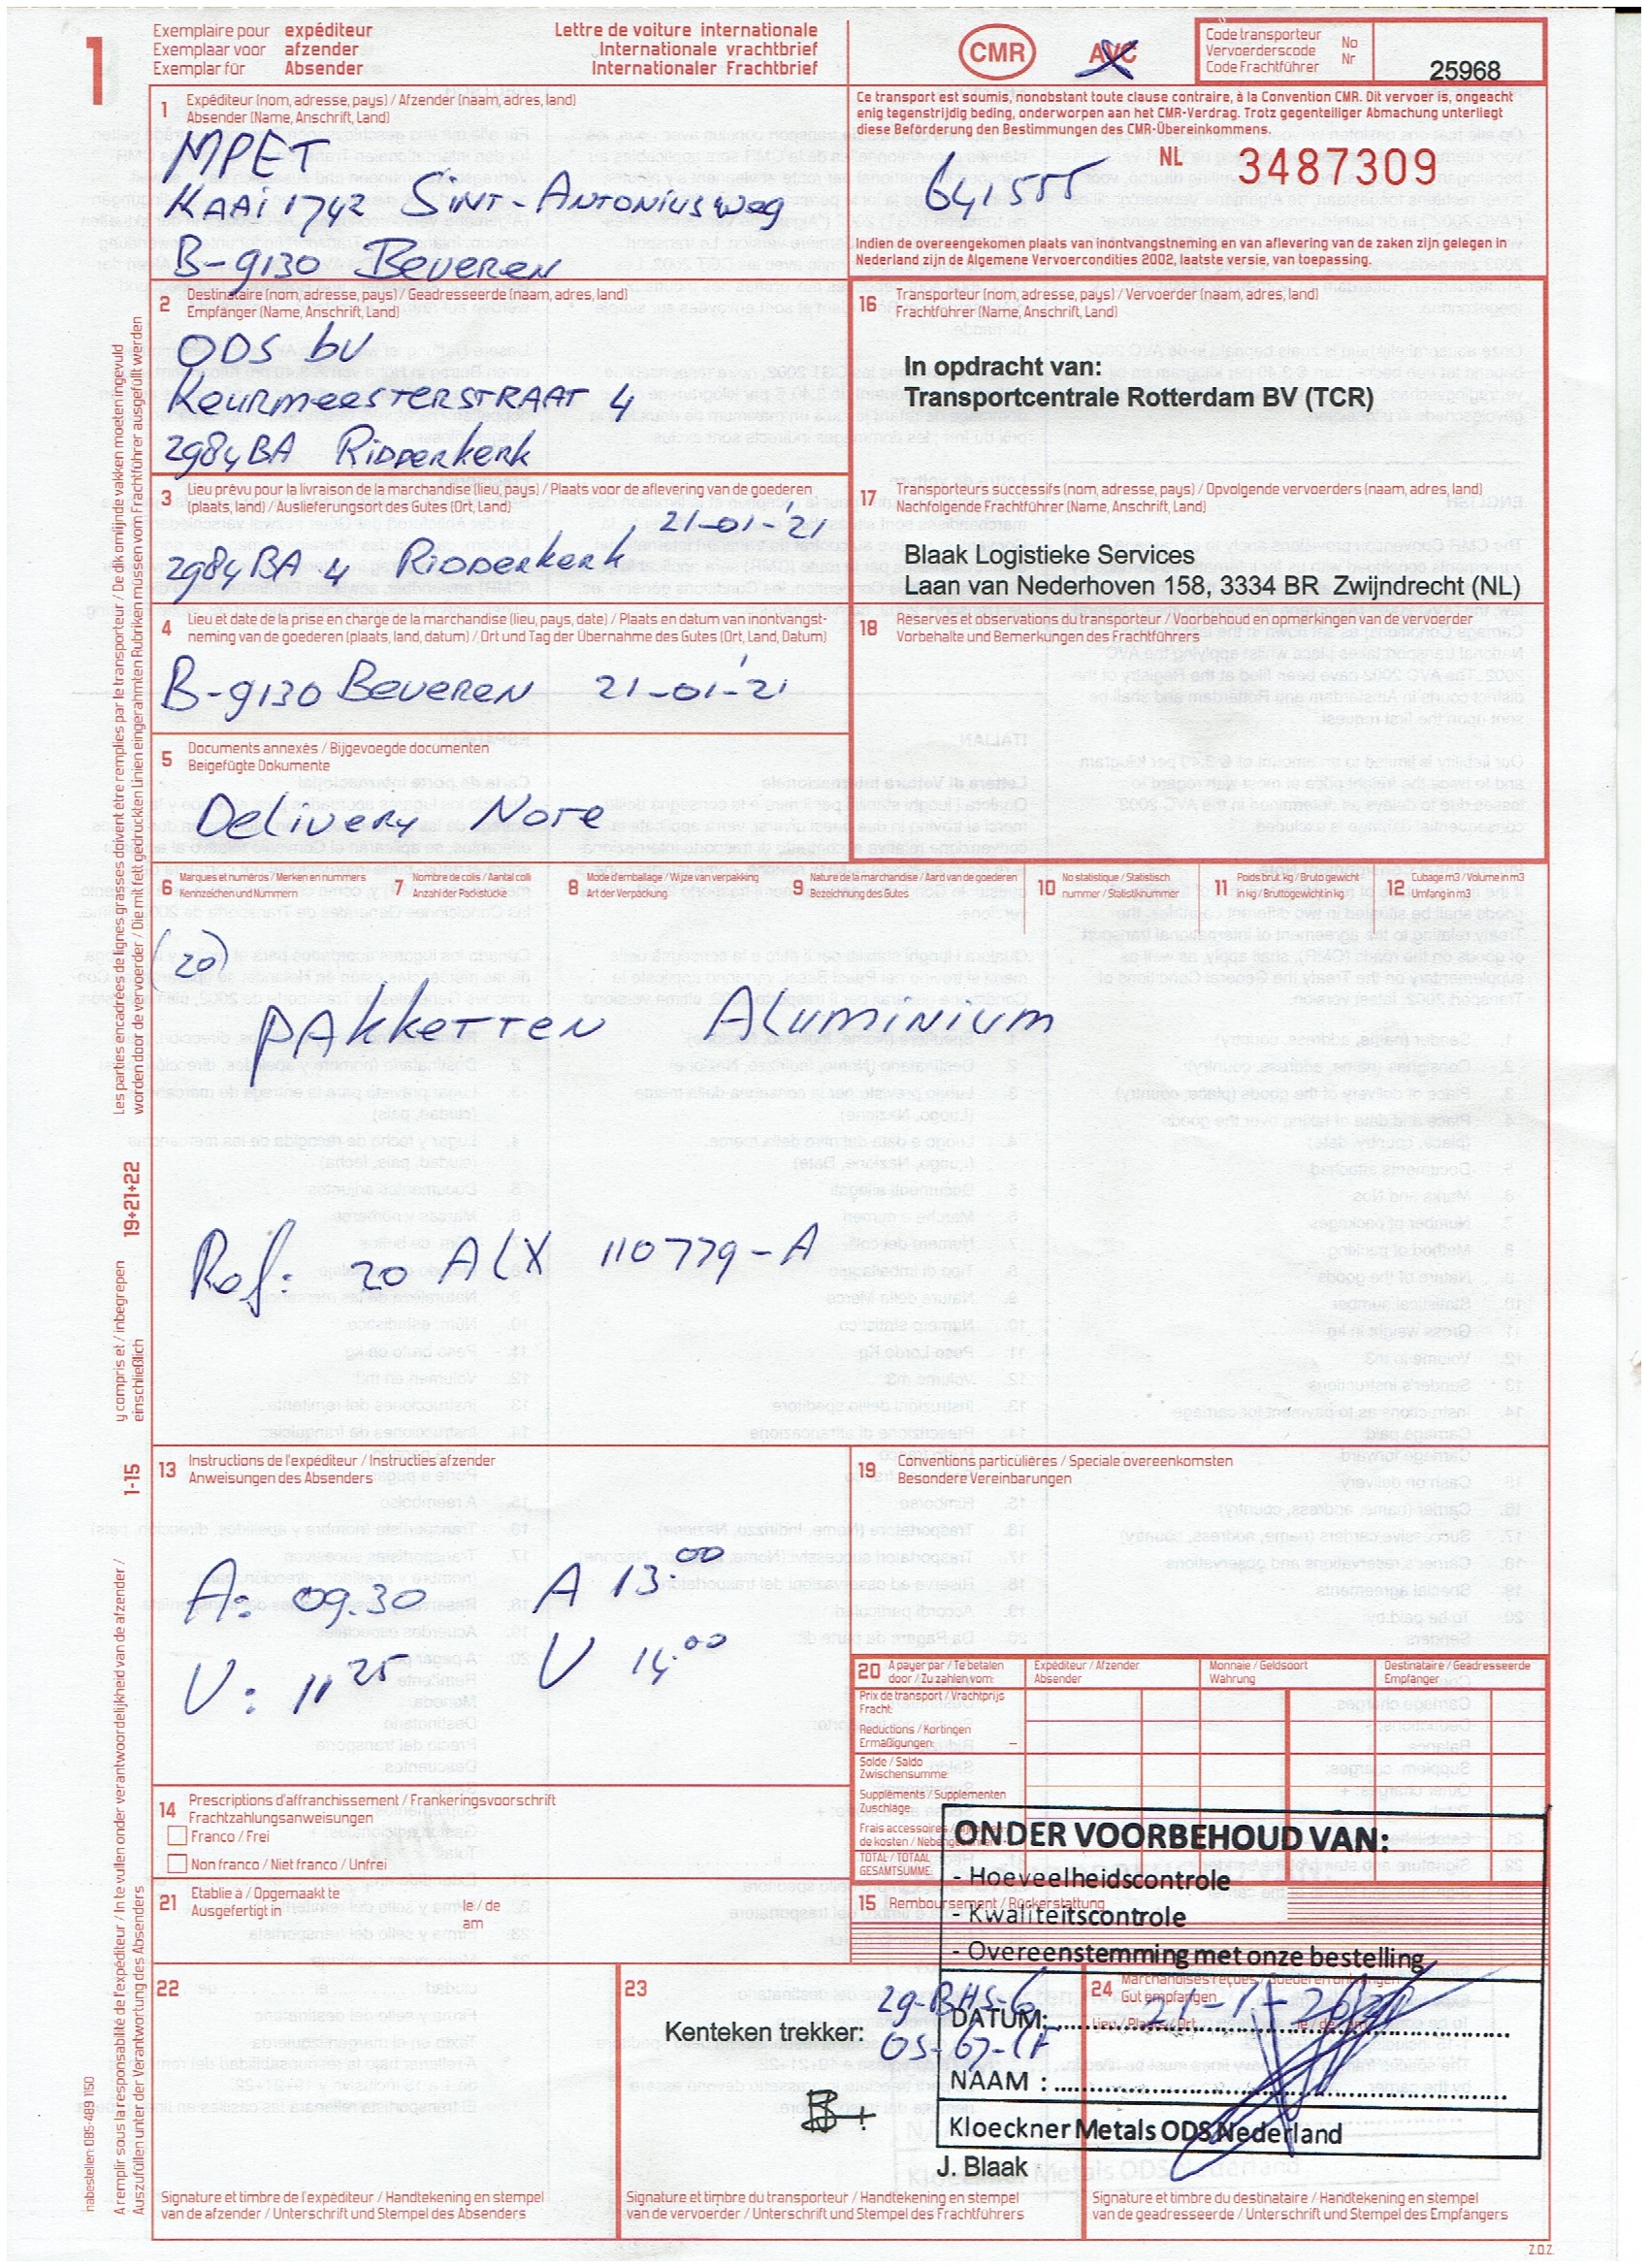 1
Exemplaire pour expéditeur
Exemplaar voor afzender
Exemplar für Absender
Lettre de voiture internationale
Internationale vrachtbrief
Internationaler Frachtbrief
CMR
AVC
Code transporteur
Vervoerderscode
Code Frachtführer
No
Nr
25968
1 Expéditeur (nom, adresse, pays) / Afzender (naam, adres, land)
Absender (Name, Anschrift, Land)
MPET
KAAi 1742 Sint-Antoniusweg
B-9130 Beveren
Ce transport est soumis, nonobstant toute clause contraire, à la Convention CMR. Dit vervoer is, ongeacht
enig tegenstrijdig beding, onderworpen aan het CMR-Verdrag. Trotz gegenteiliger Abmachung unterliegt
diese Beförderung den Bestimmungen des CMR-Übereinkommens.
641555
NL 3487309
Indien de overeengekomen plaats van inontvangstneming en van aflevering van de zaken zijn gelegen in
Nederland zijn de Algemene Vervoercondities 2002, laatste versie, van toepassing.
2 Destinataire (nom, adresse, pays) / Geadresseerde (naam, adres, land)
Empfänger (Name, Anschrift, Land)
ODS bv
Keurmeesterstraat 4
2984BA Ridderkerk
16 Transporteur (nom, adresse, pays) / Vervoerder (naam, adres, land)
Frachtführer (Name, Anschrift, Land)
In opdracht van:
Transportcentrale Rotterdam BV (TCR)
3 Lieu prévu pour la livraison de la marchandise (lieu, pays) / Plaats voor de aflevering van de goederen
(plaats, land) / Auslieferungsort des Gutes (Ort, Land)
21-01-'21
2984BA 4 Ridderkerk
17 Transporteurs successifs (nom, adresse, pays) / Opvolgende vervoerders (naam, adres, land)
Nachfolgende Frachtführer (Name, Anschrift, Land)
Blaak Logistieke Services
Laan van Nederhoven 158, 3334 BR Zwijndrecht (NL)
4 Lieu et date de la prise en charge de la marchandise (lieu, pays, date) / Plaats en datum van inontvangst-
neming van de goederen (plaats, land, datum) / Ort und Tag der Übernahme des Gutes (Ort, Land, Datum)
B-9130 Beveren 21-01-'21
18 Réserves et observations du transporteur / Voorbehoud en opmerkingen van de vervoerder
Vorbehalte und Bemerkungen des Frachtführers
5 Documents annexés / Bijgevoegde documenten
Beigefügte Dokumente
Delivery Note
6 Marques et numéros / Merken en nummers
Kennzeichen und Nummern
7 Nombre de colis / Aantal colli
Anzahl der Packstücke
8 Mode d'emballage / Wijze van verpakking
Art der Verpackung
9 Nature de la marchandise / Aard van de goederen
Bezeichnung des Gutes
10 No statistique / Statistisch
nummer / Statistiknummer
11 Poids brut, kg / Bruto gewicht
in kg / Bruttogewicht in kg
12 Cubage m3 / Volume in m3
Umfang in m3
(20)
pakketten Aluminium
Ref: 20 ALX 110779-A
13 Instructions de l'expéditeur / Instructies afzender
Anweisungen des Absenders
A: 09.30 A 13.00
V: 11 25 V 14.00
19 Conventions particulières / Speciale overeenkomsten
Besondere Vereinbarungen
20 A payer par / Te betalen
door / Zu zahlen vom:
Expéditeur / Afzender
Absender
Monnaie / Geldsoort
Währung
Destinataire / Geadresseerde
Empfänger
Prix de transport / Vrachtprijs
Fracht:
Réductions / Kortingen
Ermäßigungen: –
Solde / Saldo
Zwischensumme:
Suppléments / Supplementen
Zuschläge:
Frais accessoires
de kosten
TOTAL / TOTAAL
GESAMTSUMME:
14 Prescriptions d'affranchissement / Frankeringsvoorschrift
Frachtzahlungsanweisungen
Franco / Frei
Non franco / Niet franco / Unfrei
21 Etablie à / Opgemaakt te
Ausgefertigt in
le / de
am
15 Remboursement / Rückerstattung
ONDER VOORBEHOUD VAN:
- Hoeveelheidscontrole
- Kwaliteitscontrole
- Overeenstemming met onze bestelling
DATUM: 21-1-2021
NAAM :
Kloeckner Metals ODS Nederland
22
23
Kenteken trekker:
29-BHS-6
OS-67-LF
J. Blaak
24 Marchandises reçues / Goederen ontvangen
Gut empfangen
Signature et timbre de l'expéditeur / Handtekening en stempel
van de afzender / Unterschrift und Stempel des Absenders
Signature et timbre du transporteur / Handtekening en stempel
van de vervoerder / Unterschrift und Stempel des Frachtführers
Signature et timbre du destinataire / Handtekening en stempel
van de geadresseerde / Unterschrift und Stempel des Empfängers
Z.O.Z.
Les parties encadrées de lignes grasses doivent être remplies par le transporteur / De dik omlijnde vakken moeten ingevuld
worden door de vervoerder / Die mit fett gedruckten Linien eingerahmten Rubriken müssen vom Frachtführer ausgefüllt werden
y compris et / inbegrepen
einschließlich
19+21+22
1-15
A remplir sous la responsabilité de l'expéditeur / In te vullen onder verantwoordelijkheid van de afzender /
Auszufüllen unter der Verantwortung des Absenders
nabestellen: 085-489 1150